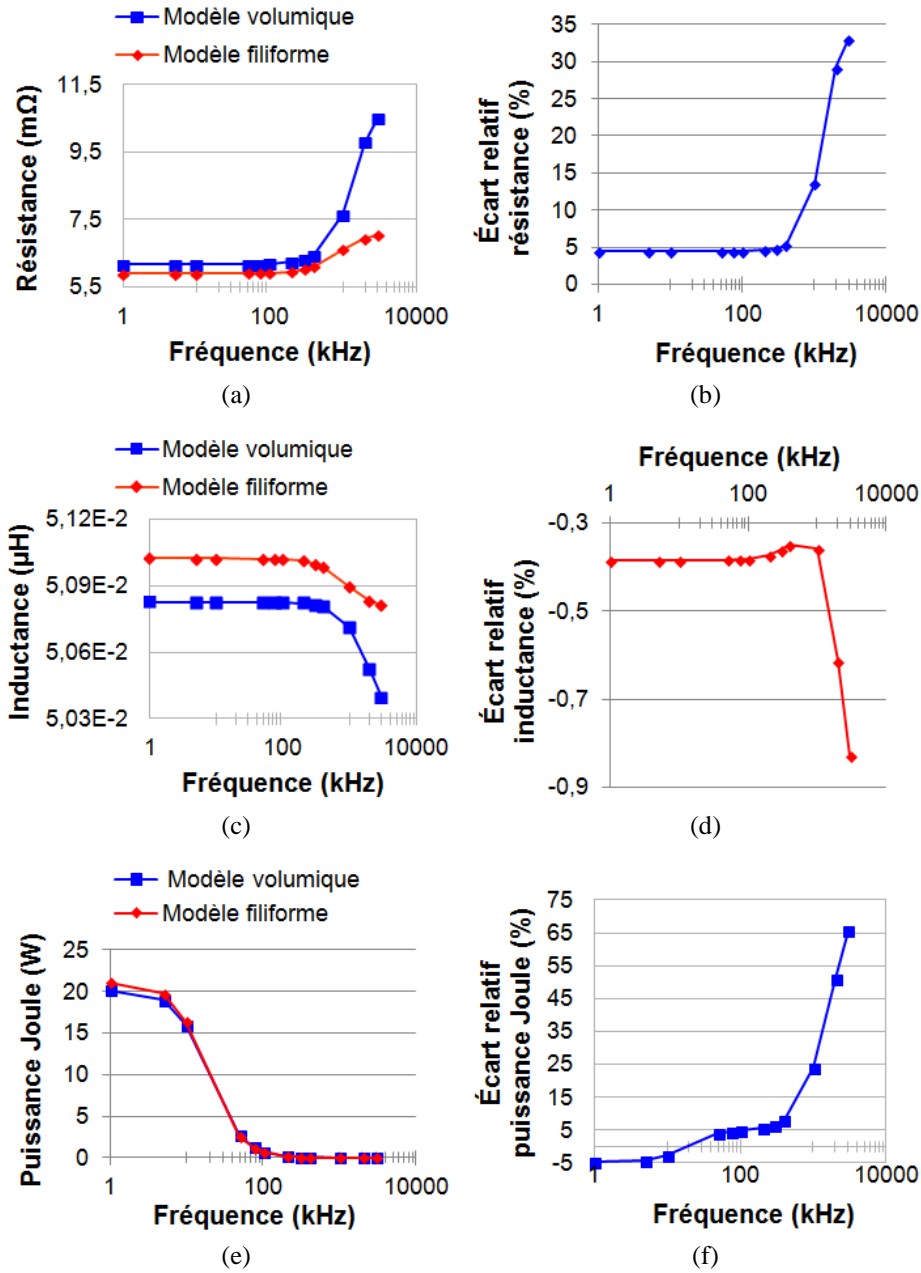 Modèle volumique
Modèle filiforme
Résistance (mΩ)
11,5
9,5
7,5
5,5
1
100
10000
Fréquence (kHz)
(a)
Écart relatif
résistance (%)
35
30
25
20
15
10
5
0
1
100
10000
Fréquence (kHz)
(b)
Modèle volumique
Modèle filiforme
Inductance (µH)
5,12E-2
5,09E-2
5,06E-2
5,03E-2
1
100
10000
Fréquence (kHz)
(c)
Fréquence (kHz)
1
100
10000
Écart relatif
inductance (%)
-0,3
-0,5
-0,7
-0,9
(d)
Modèle volumique
Modèle filiforme
Puissance Joule (W)
25
20
15
10
5
0
1
100
10000
Fréquence (kHz)
(e)
Écart relatif
puissance Joule (%)
75
65
55
45
35
25
15
5
-5
1
100
10000
Fréquence (kHz)
(f)